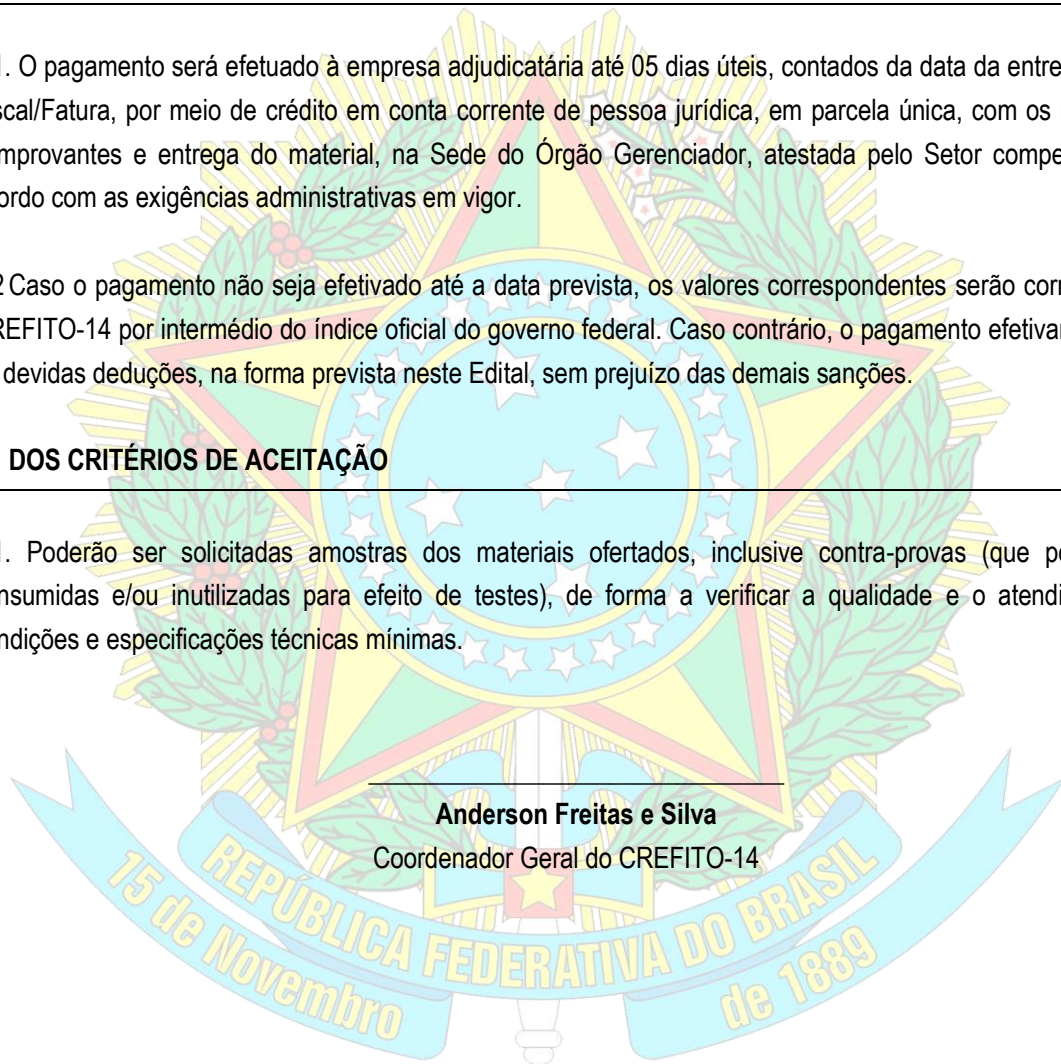 . O pagamento será efetuado à empresa adjudicatária até 05 dias úteis, contados da data da entre
scal/Fatura, por meio de crédito em conta corrente de pessoa jurídica, em parcela única, com os
mprovantes e entrega do material, na Sede do Órgão Gerenciador, atestada pelo Setor compe
ordo com as exigências administrativas em vigor.
2 Caso o pagamento não seja efetivado até a data prevista, os valores correspondentes serão corr
REFITO-14 por intermédio do índice oficial do governo federal. Caso contrário, o pagamento efetivar
devidas deduções, na forma prevista neste Edital, sem prejuízo das demais sanções.
DOS CRITÉRIOS DE ACEITAÇÃO
. Poderão ser solicitadas amostras dos materiais ofertados, inclusive contra-provas (que po
nsumidas e/ou inutilizadas para efeito de testes), de forma a verificar a qualidade e o atendi
ndições e especificações técnicas mínimas.
Anderson Freitas e Silva
Coordenador Geral do CREFITO-14
REPÚBLICA FEDERATIVA DO BRASIL
15 de Novembro de 1889